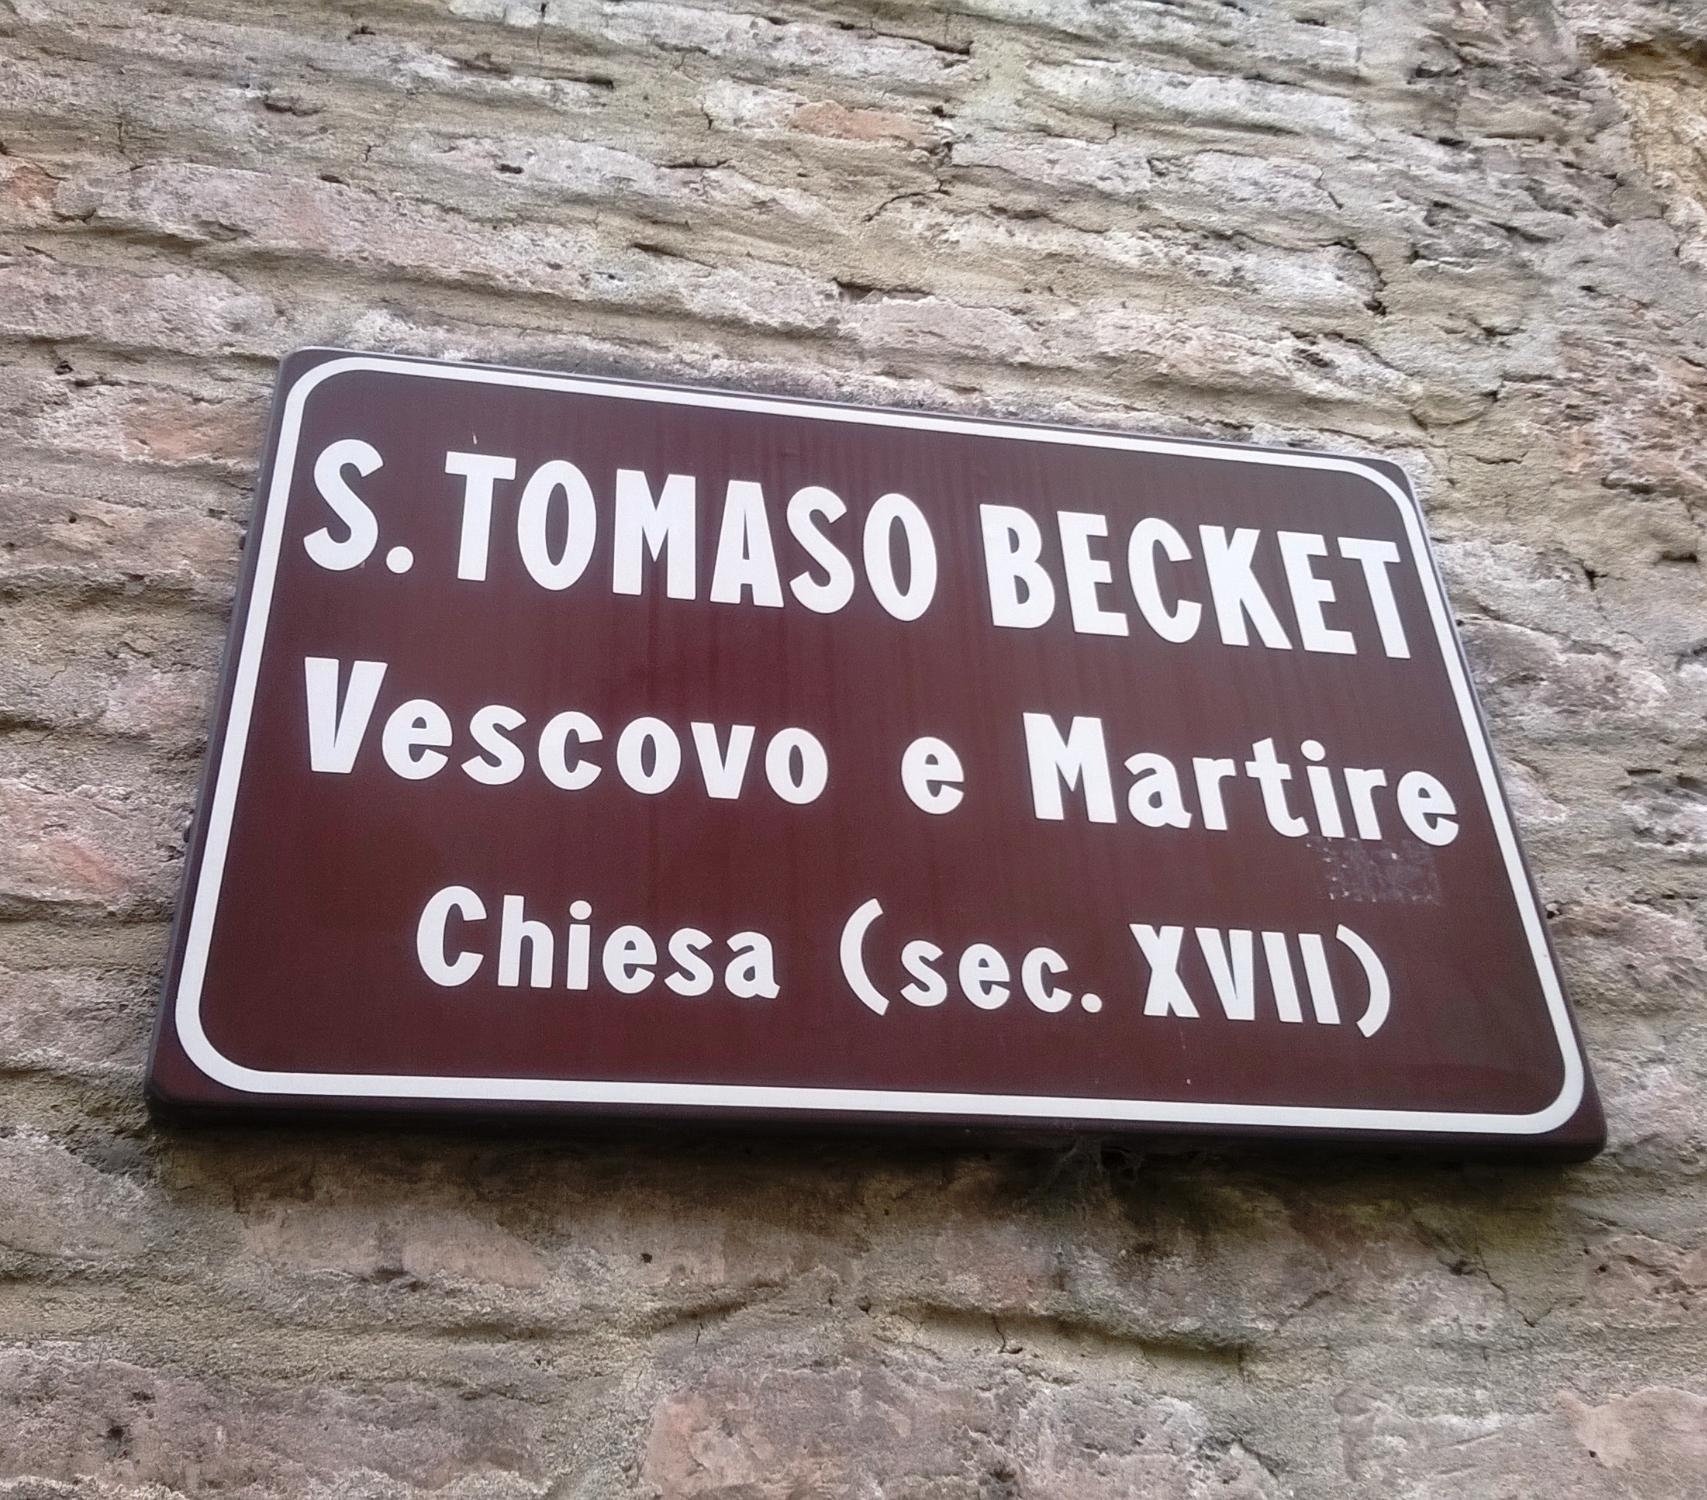 S. TOMASO BECKET
Vescovo e Martire
Chiesa (sec. XVII)